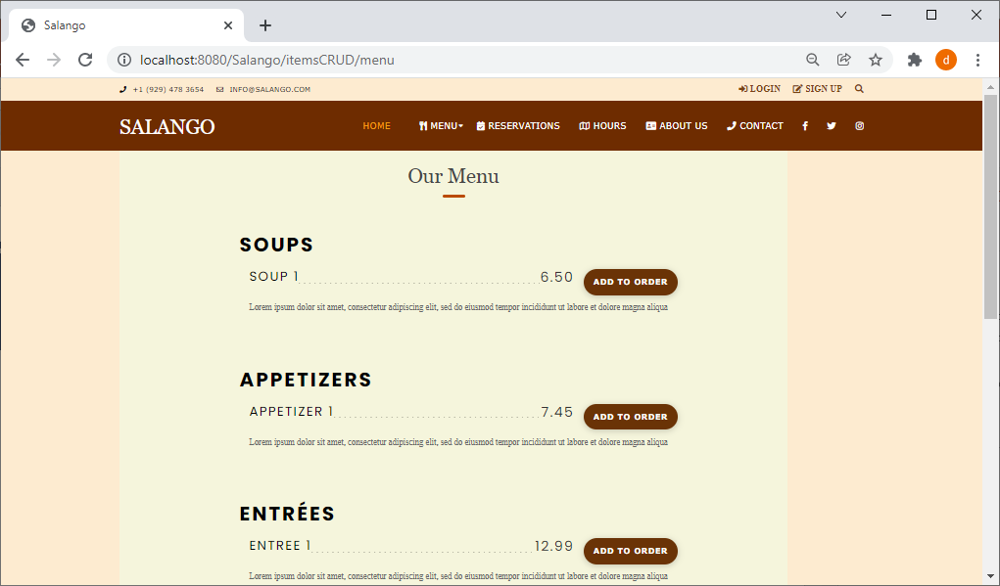 Salango
localhost:8080/Salango/itemsCRUD/menu
d
+1 (929) 478 3654 INFO@SALANGO.COM LOGIN SIGN UP
SALANGO HOME MENU RESERVATIONS HOURS ABOUT US CONTACT
Our Menu
SOUPS
SOUP 1 6.50 ADD TO ORDER
Lorem ipsum dolor sit amet, consectetur adipiscing elit, sed do eiusmod tempor incididunt ut labore et dolore magna aliqua
APPETIZERS
APPETIZER 1 7.45 ADD TO ORDER
Lorem ipsum dolor sit amet, consectetur adipiscing elit, sed do eiusmod tempor incididunt ut labore et dolore magna aliqua
ENTRÉES
ENTREE 1 12.99 ADD TO ORDER
Lorem ipsum dolor sit amet, consectetur adipiscing elit, sed do eiusmod tempor incididunt ut labore et dolore magna aliqua